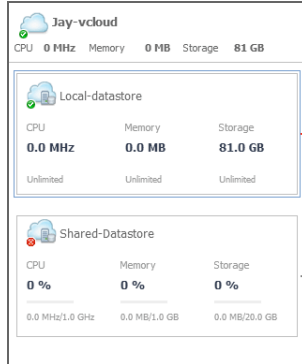 Jay-vcloud
CPU 0 MHz Memory 0 MB Storage 81 GB
Local-datastore
CPU Memory Storage
0.0 MHz 0.0 MB 81.0 GB
Unlimited Unlimited Unlimited
Shared-Datastore
CPU Memory Storage
0 % 0 % 0 %
0.0 MHz/1.0 GHz 0.0 MB/1.0 GB 0.0 MB/20.0 GB